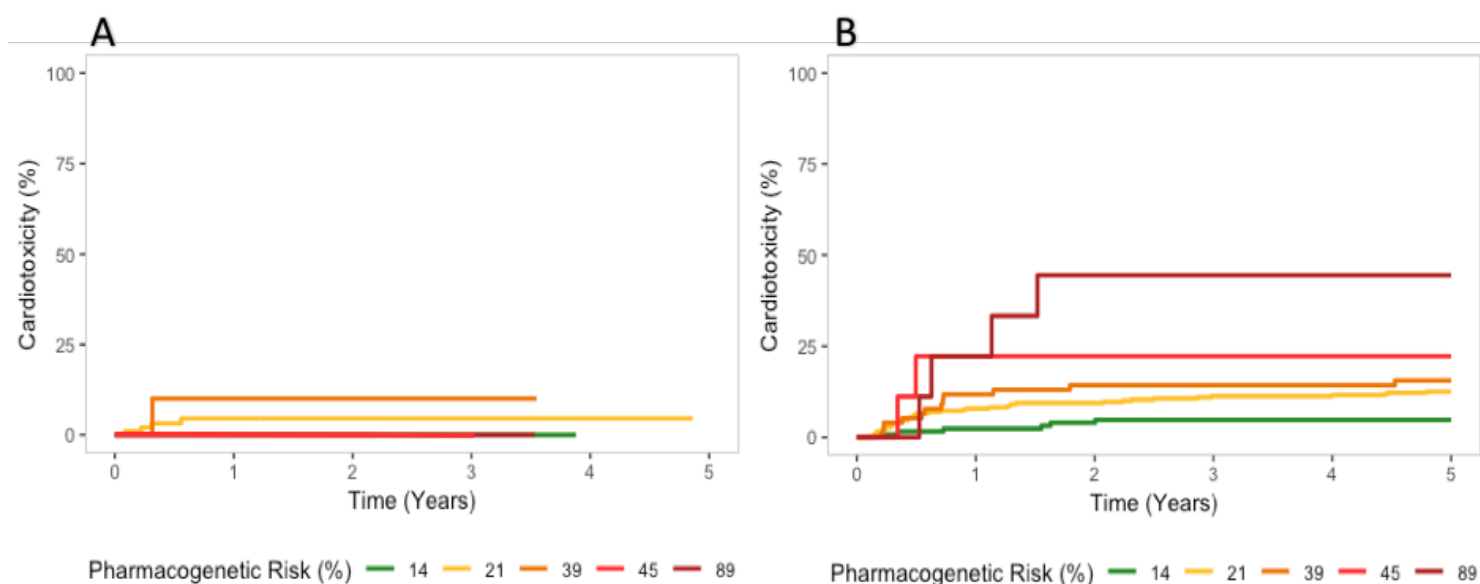 A
100
75
50
25
0
Cardiotoxicity (%)
0 1 2 3 4 5
Time (Years)
Pharmacogenetic Risk (%) 14 21 39 45 89
B
100
75
50
25
0
Cardiotoxicity (%)
0 1 2 3 4 5
Time (Years)
Pharmacogenetic Risk (%) 14 21 39 45 89